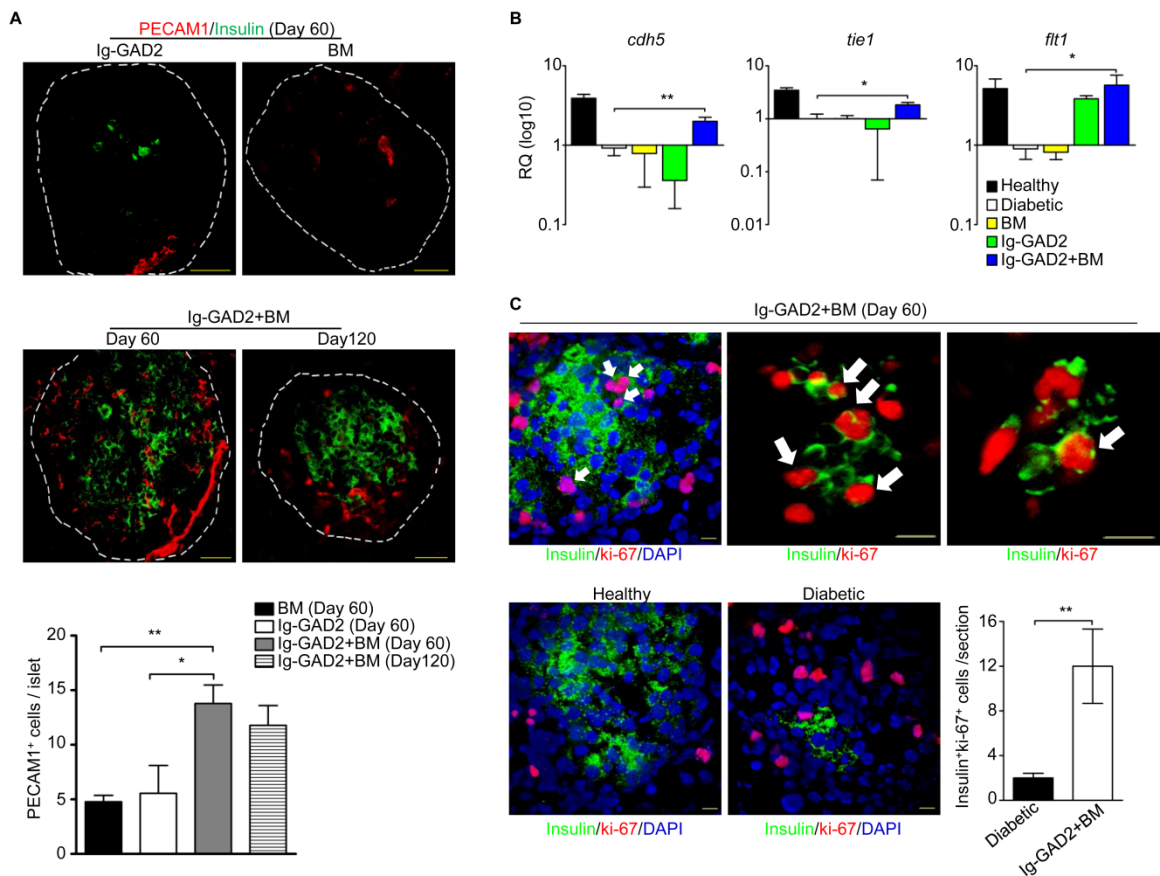 A
PECAM1/Insulin (Day 60)
Ig-GAD2 BM
Ig-GAD2+BM
Day 60 Day120
BM (Day 60)
Ig-GAD2 (Day 60)
Ig-GAD2+BM (Day 60)
Ig-GAD2+BM (Day120)
PECAM1+ cells / islet
20
15
10
5
0
**
*
B
cdh5 tie1 flt1
RQ (log10)
10
1
0.1
**
10
1
0.1
0.01
*
10
1
0.1
*
Healthy
Diabetic
BM
Ig-GAD2
Ig-GAD2+BM
C
Ig-GAD2+BM (Day 60)
Insulin/ki-67/DAPI Insulin/ki-67 Insulin/ki-67
Healthy Diabetic
Insulin/ki-67/DAPI Insulin/ki-67/DAPI
Insulin+ki-67+ cells /section
16
12
8
4
2
0
**
Diabetic
Ig-GAD2+BM